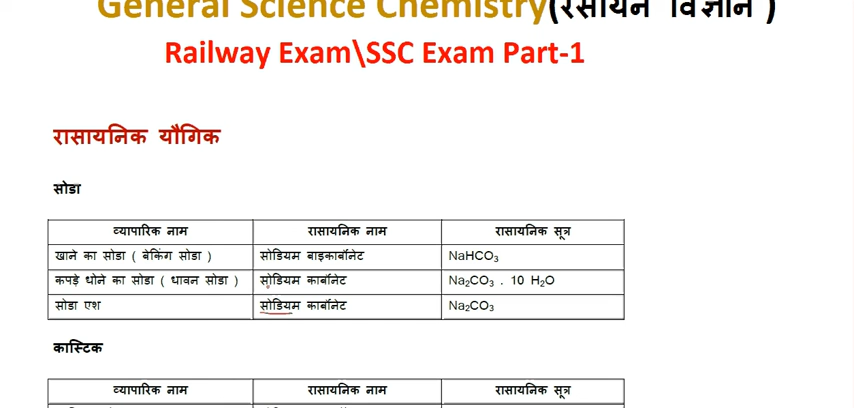 General Science Chemistry(रसायन विज्ञान )
Railway Exam\SSC Exam Part-1
रासायनिक यौगिक
सोडा
व्यापारिक नाम रासायनिक नाम रासायनिक सूत्र
खाने का सोडा ( बेकिंग सोडा ) सोडियम बाइकार्बोनेट NaHCO₃
कपड़े धोने का सोडा ( धावन सोडा ) सोडियम कार्बोनेट Na₂CO₃ . 10 H₂O
सोडा एश सोडियम कार्बोनेट Na₂CO₃
कास्टिक
व्यापारिक नाम रासायनिक नाम रासायनिक सूत्र